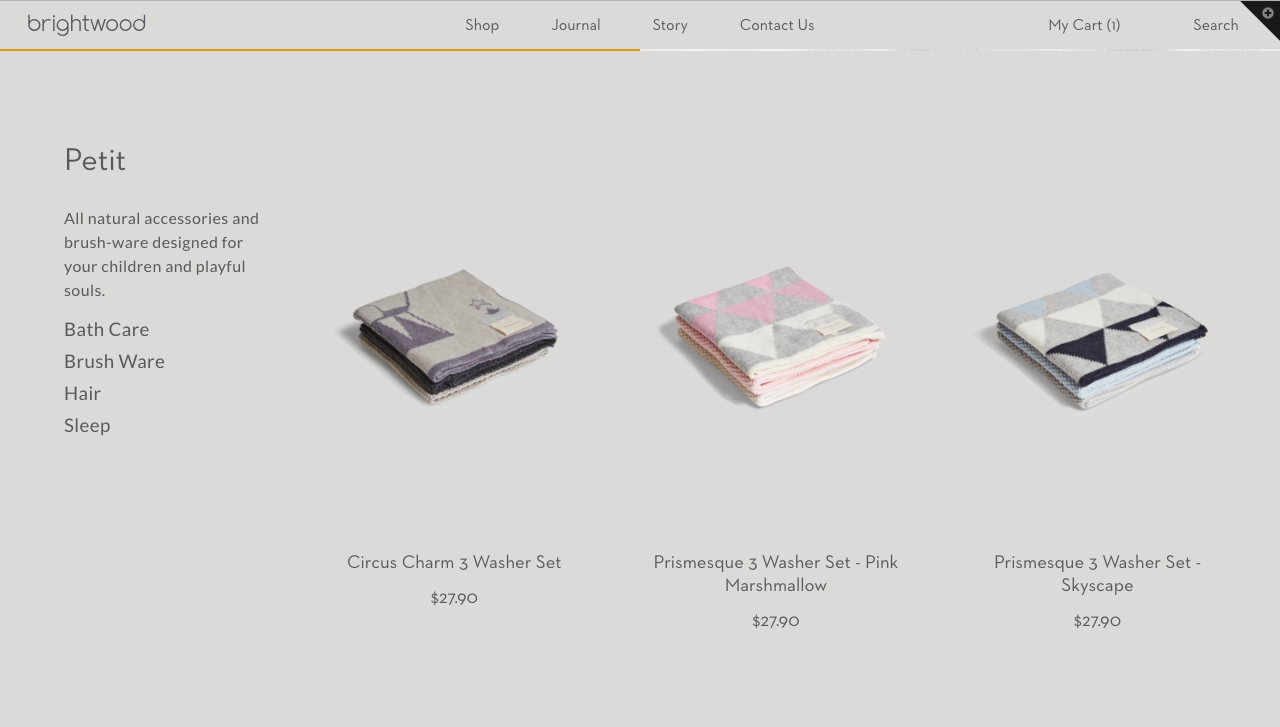 brightwood
Shop
Journal
Story
Contact Us
My Cart (1)
Search
Petit
All natural accessories and
brush-ware designed for
your children and playful
souls.
Bath Care
Brush Ware
Hair
Sleep
Circus Charm 3 Washer Set
$27.90
Prismesque 3 Washer Set - Pink
Marshmallow
$27.90
Prismesque 3 Washer Set -
Skyscape
$27.90